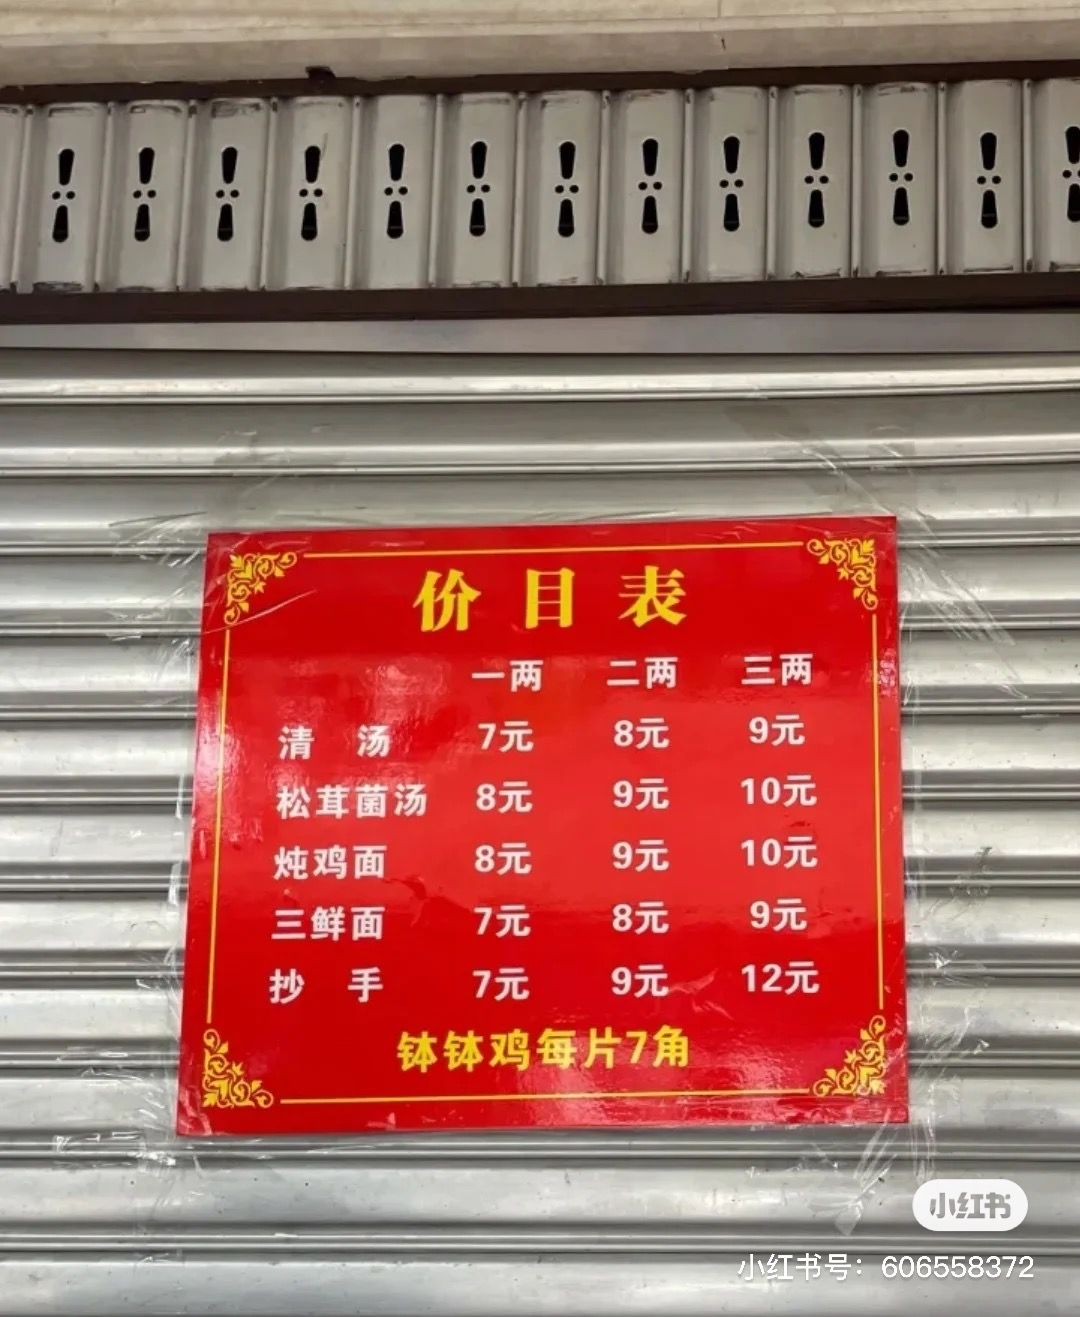 价目表
一两 二两 三两
清汤 7元 8元 9元
松茸菌汤 8元 9元 10元
炖鸡面 8元 9元 10元
三鲜面 7元 8元 9元
抄手 7元 9元 12元
钵钵鸡每片7角
小红书
小红书号：606558372